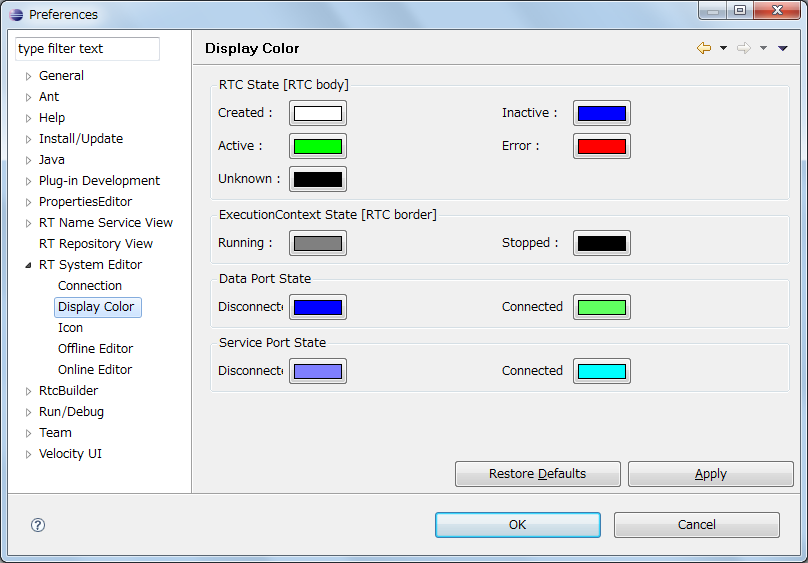 Preferences
type filter text
General
Ant
Help
Install/Update
Java
Plug-in Development
PropertiesEditor
RT Name Service View
RT Repository View
RT System Editor
Connection
Display Color
Icon
Offline Editor
Online Editor
RtcBuilder
Run/Debug
Team
Velocity UI
Display Color
RTC State [RTC body]
Created : Inactive :
Active : Error :
Unknown :
ExecutionContext State [RTC border]
Running : Stopped :
Data Port State
Disconnecte Connected
Service Port State
Disconnecte Connected
Restore Defaults Apply
? OK Cancel